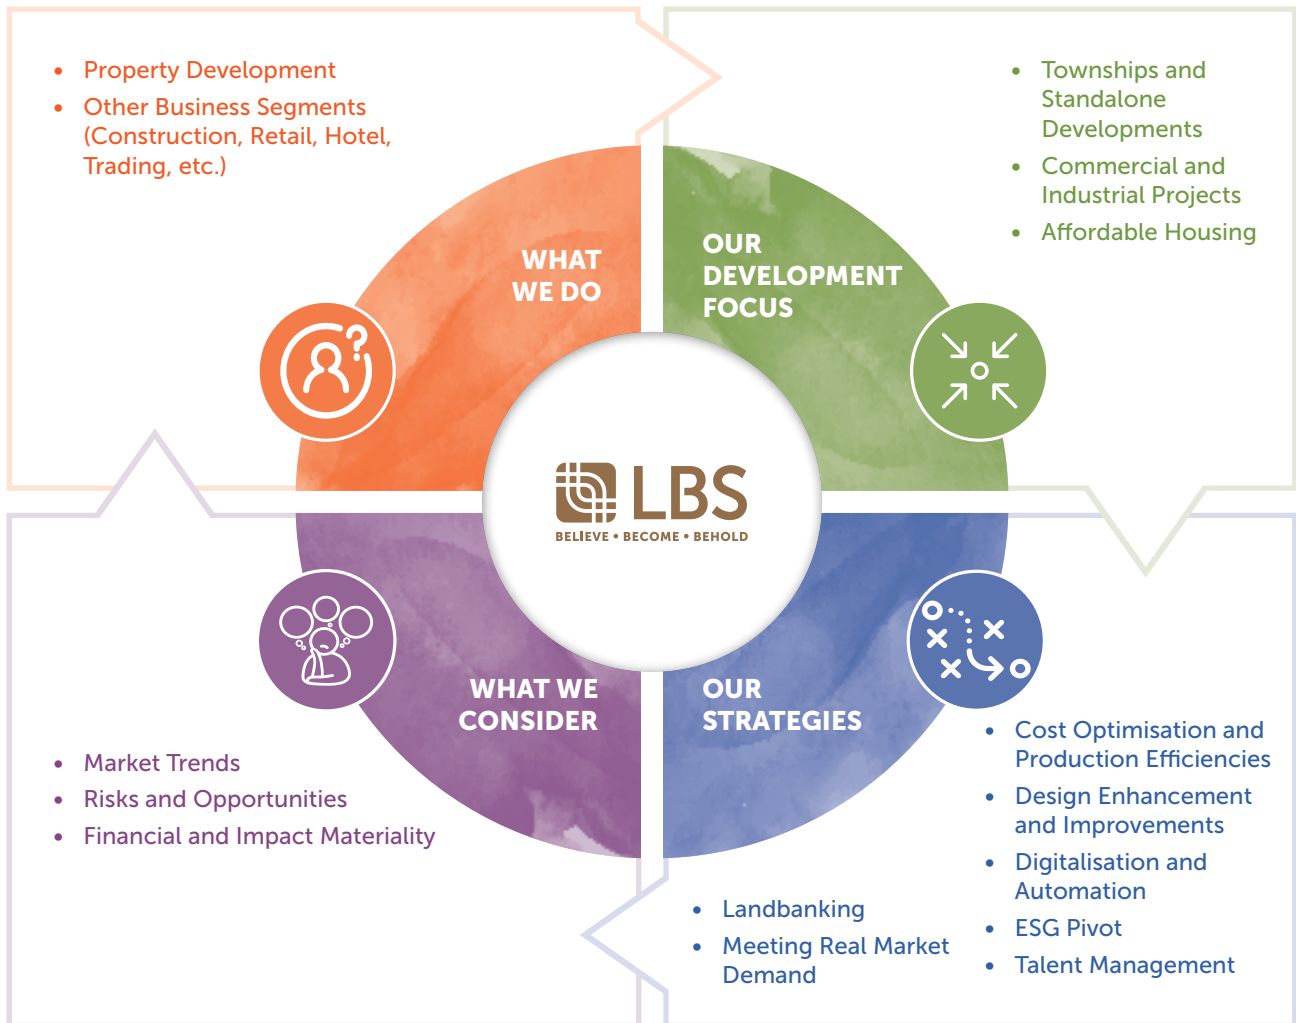 • Property Development
• Other Business Segments
(Construction, Retail, Hotel,
Trading, etc.)
WHAT
WE DO
• Townships and
Standalone
Developments
• Commercial and
Industrial Projects
• Affordable Housing
OUR
DEVELOPMENT
FOCUS
?
LBS
BELIEVE • BECOME • BEHOLD
WHAT WE
CONSIDER
• Market Trends
• Risks and Opportunities
• Financial and Impact Materiality
OUR
STRATEGIES
• Landbanking
• Meeting Real Market
Demand
• Cost Optimisation and
Production Efficiencies
• Design Enhancement
and Improvements
• Digitalisation and
Automation
• ESG Pivot
• Talent Management